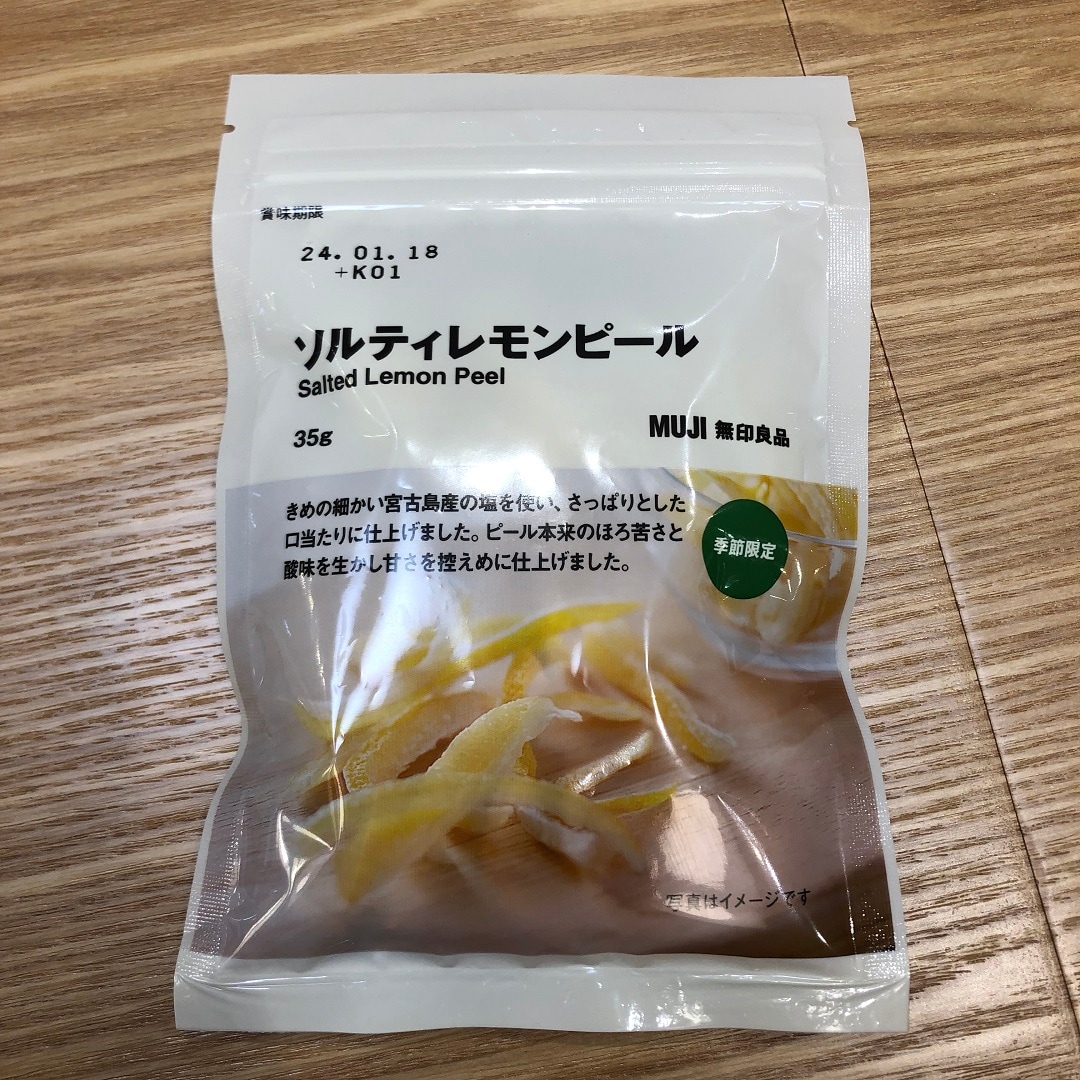 賞味期限
24.01.18
+K01
ソルティレモンピール
Salted Lemon Peel
35g
MUJI 無印良品
きめの細かい宮古島産の塩を使い、さっぱりとした
口当たりに仕上げました。ピール本来のほろ苦さと
酸味を生かし甘さを控えめに仕上げました。
季節限定
写真はイメージです